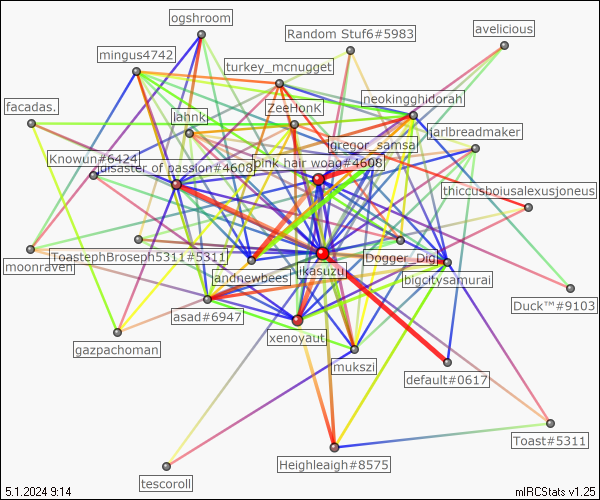 ogshroom
Random Stuf6#5983
avelicious
mingus4742
turkey_mcnugget
neokingghidorah
facadas.
ZeeHonK
iahnk
jarlbreadmaker
gregor_samsa
Knowun#6424
disaster of passion#4608
pink hair woag#4608
thiccusboiusalexusjoneus
ToastephBroseph5311#5311
Dogger_Digi
moonraven
andnewbees
ikasuzu
bigcitysamurai
Duck™#9103
asad#6947
xenoyaut
gazpachoman
mukszi
default#0617
Toast#5311
Heighleaigh#8575
tescoroll
5.1.2024 9:14
mIRCStats v1.25